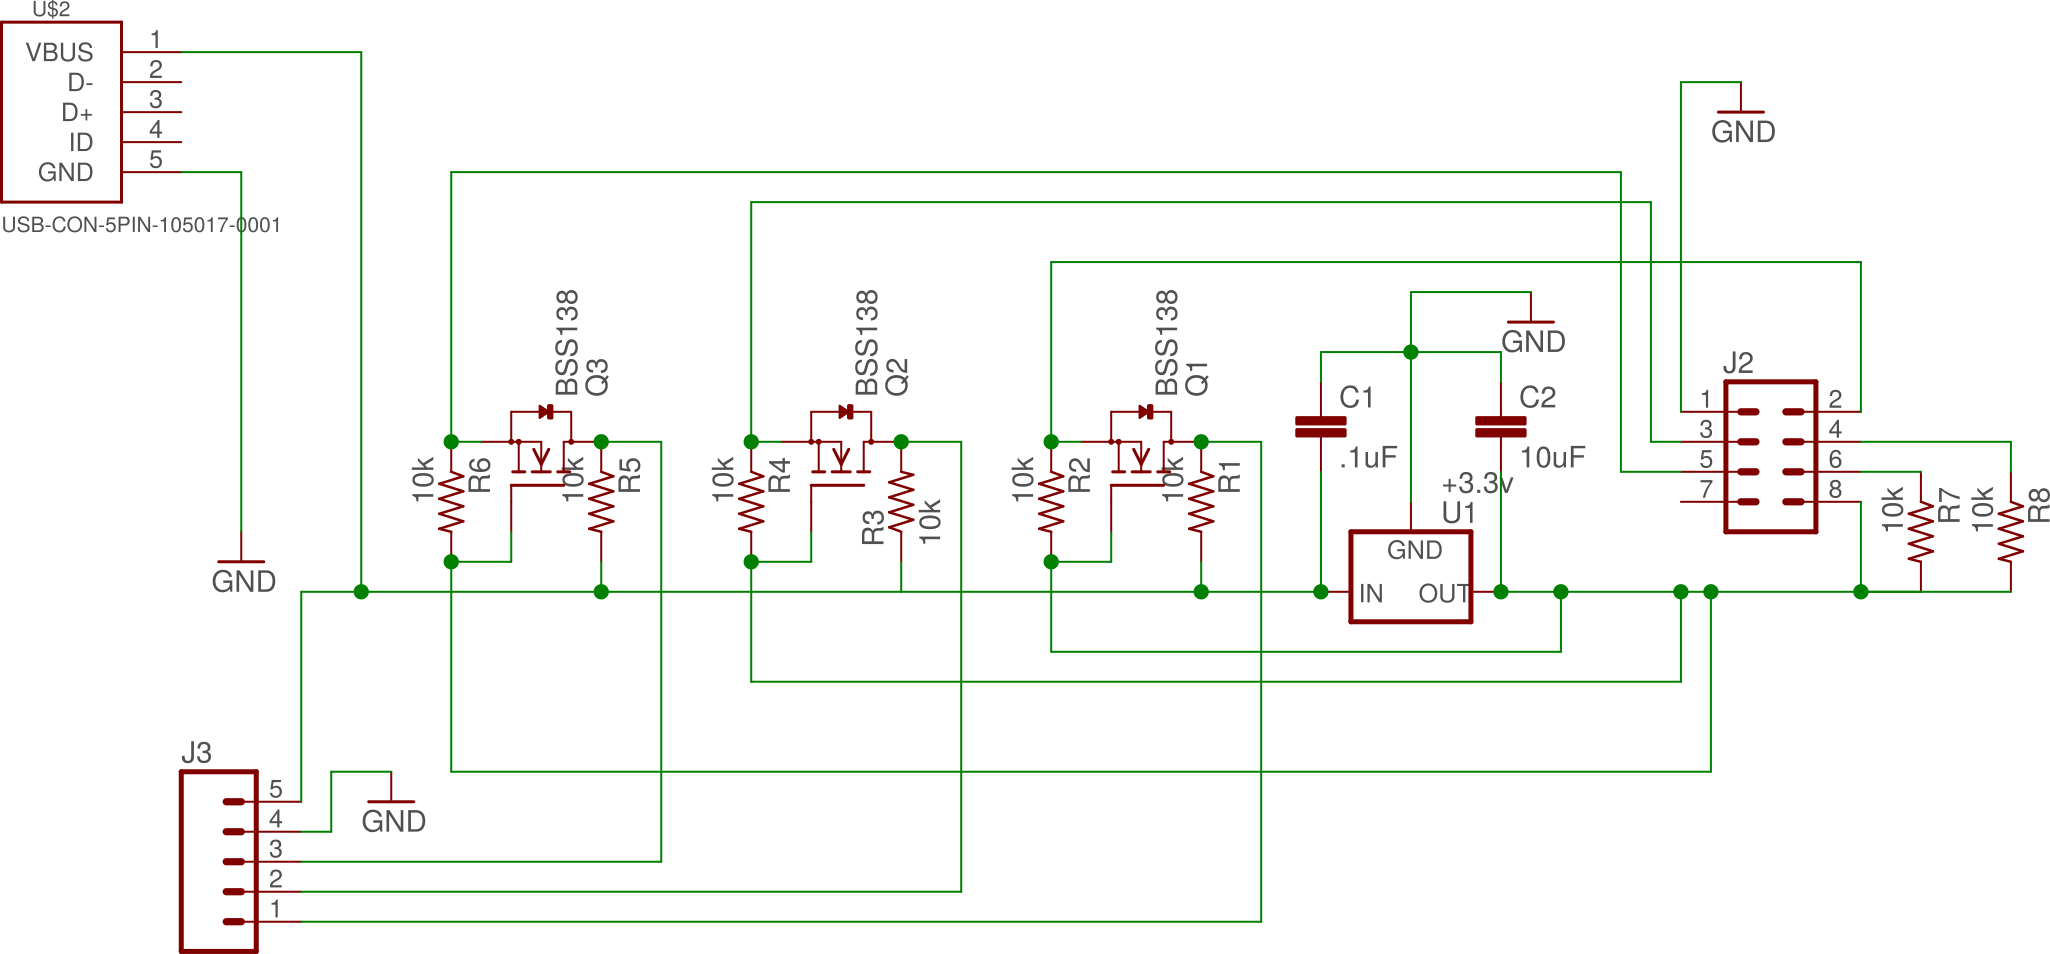 U$2
VBUS 1
D- 2
D+ 3
ID 4
GND 5
USB-CON-5PIN-105017-0001
GND
GND
10k
R6
BSS138
Q3
10k
R5
10k
R4
BSS138
Q2
R3
10k
10k
R2
BSS138
Q1
10k
R1
GND
C1
.1uF
C2
10uF
+3.3v
U1
GND
IN OUT
J2
1 2
3 4
5 6
7 8
10k
R7
10k
R8
J3
5
4
3
2
1
GND